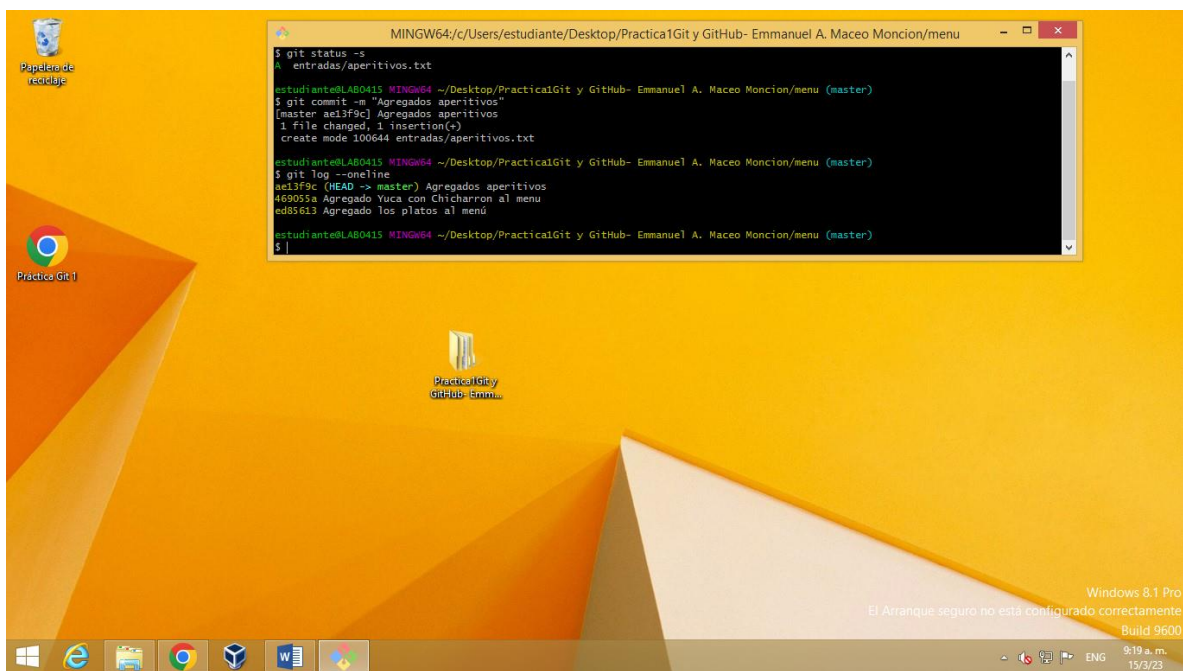 Papelera de
reciclaje
Práctica Git 1
MINGW64:/c/Users/estudiante/Desktop/Practica1Git y GitHub- Emmanuel A. Maceo Moncion/menu
$ git status -s
A  entradas/aperitivos.txt
estudiante@LAB0415 MINGW64 ~/Desktop/Practica1Git y GitHub- Emmanuel A. Maceo Moncion/menu (master)
$ git commit -m "Agregados aperitivos"
[master ae13f9c] Agregados aperitivos
 1 file changed, 1 insertion(+)
 create mode 100644 entradas/aperitivos.txt
estudiante@LAB0415 MINGW64 ~/Desktop/Practica1Git y GitHub- Emmanuel A. Maceo Moncion/menu (master)
$ git log --oneline
ae13f9c (HEAD -> master) Agregados aperitivos
469055a Agregado Yuca con Chicharron al menu
ed85613 Agregado los platos al menú
estudiante@LAB0415 MINGW64 ~/Desktop/Practica1Git y GitHub- Emmanuel A. Maceo Moncion/menu (master)
$
Practica1Git y
GitHub- Emm...
Windows 8.1 Pro
El Arranque seguro no está configurado correctamente
Build 9600
ENG
9:19 a. m.
15/3/23